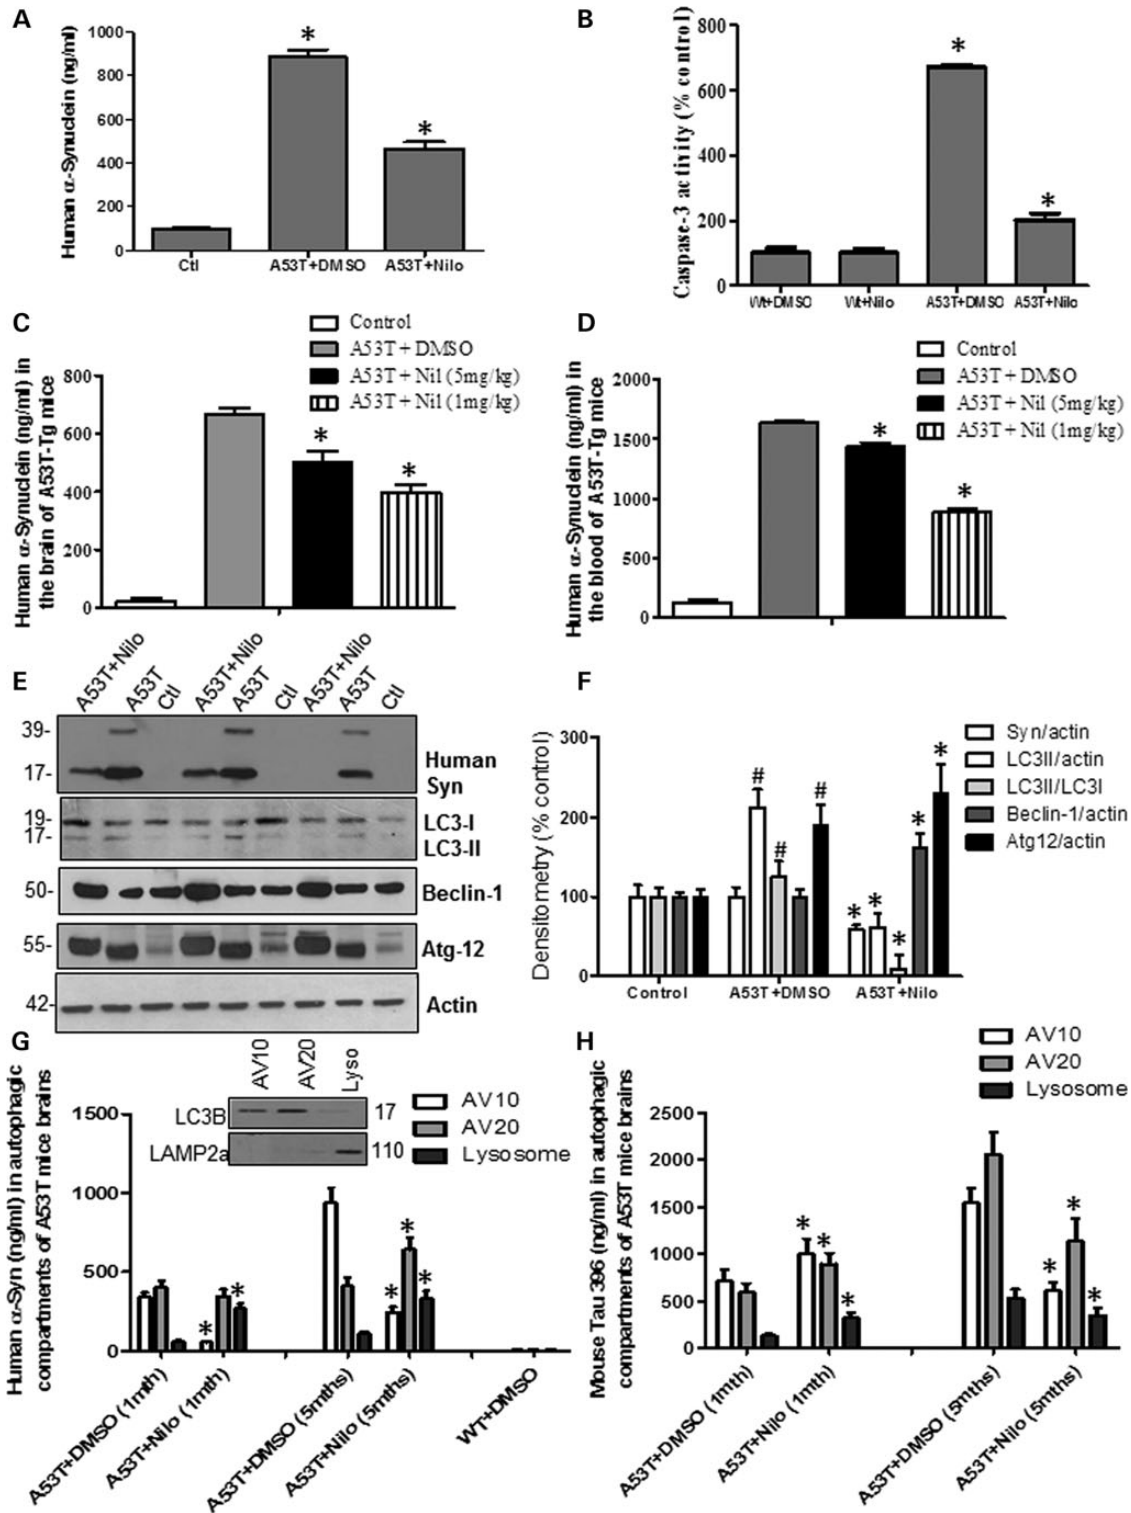 A
Human α-Synuclein (ng/ml)
1000
800
600
400
200
0
*
*
Ctl
A53T+DMSO
A53T+Nilo
B
Caspase-3 activity (% control)
800
600
400
200
0
*
*
Wt+DMSO
Wt+Nilo
A53T+DMSO
A53T+Nilo
C
Control
A53T + DMSO
A53T + Nil (5mg/kg)
A53T + Nil (1mg/kg)
Human α-Synuclein (ng/ml) in
the brain of A53T-Tg mice
800
600
400
200
0
*
*
D
Control
A53T + DMSO
A53T + Nil (5mg/kg)
A53T + Nil (1mg/kg)
Human α-Synuclein (ng/ml) in
the blood of A53T-Tg mice
2000
1500
1000
500
0
*
*
E
A53T+Nilo
A53T
Ctl
A53T+Nilo
A53T
Ctl
A53T+Nilo
A53T
Ctl
39-
17-
Human
Syn
19-
17-
LC3-I
LC3-II
50-
Beclin-1
55-
Atg-12
42-
Actin
F
Densitometry (% control)
300
200
100
0
Syn/actin
LC3II/actin
LC3II/LC3I
Beclin-1/actin
Atg12/actin
#
#
#
*
*
*
*
*
Control
A53T+DMSO
A53T+Nilo
G
Human α-Syn (ng/ml) in autophagic
compartments of A53T mice brains
1500
1000
500
0
AV10
AV20
Lyso
LC3B
17
LAMP2a
110
AV10
AV20
Lysosome
*
*
*
*
*
A53T+DMSO (1mth)
A53T+Nilo (1mth)
A53T+DMSO (5mths)
A53T+Nilo (5mths)
WT+DMSO
H
Mouse Tau 396 (ng/ml) in autophagic
compartments of A53T mice brains
2500
2000
1500
1000
500
0
AV10
AV20
Lysosome
*
*
*
*
*
*
A53T+DMSO (1mth)
A53T+Nilo (1mth)
A53T+DMSO (5mths)
A53T+Nilo (5mths)